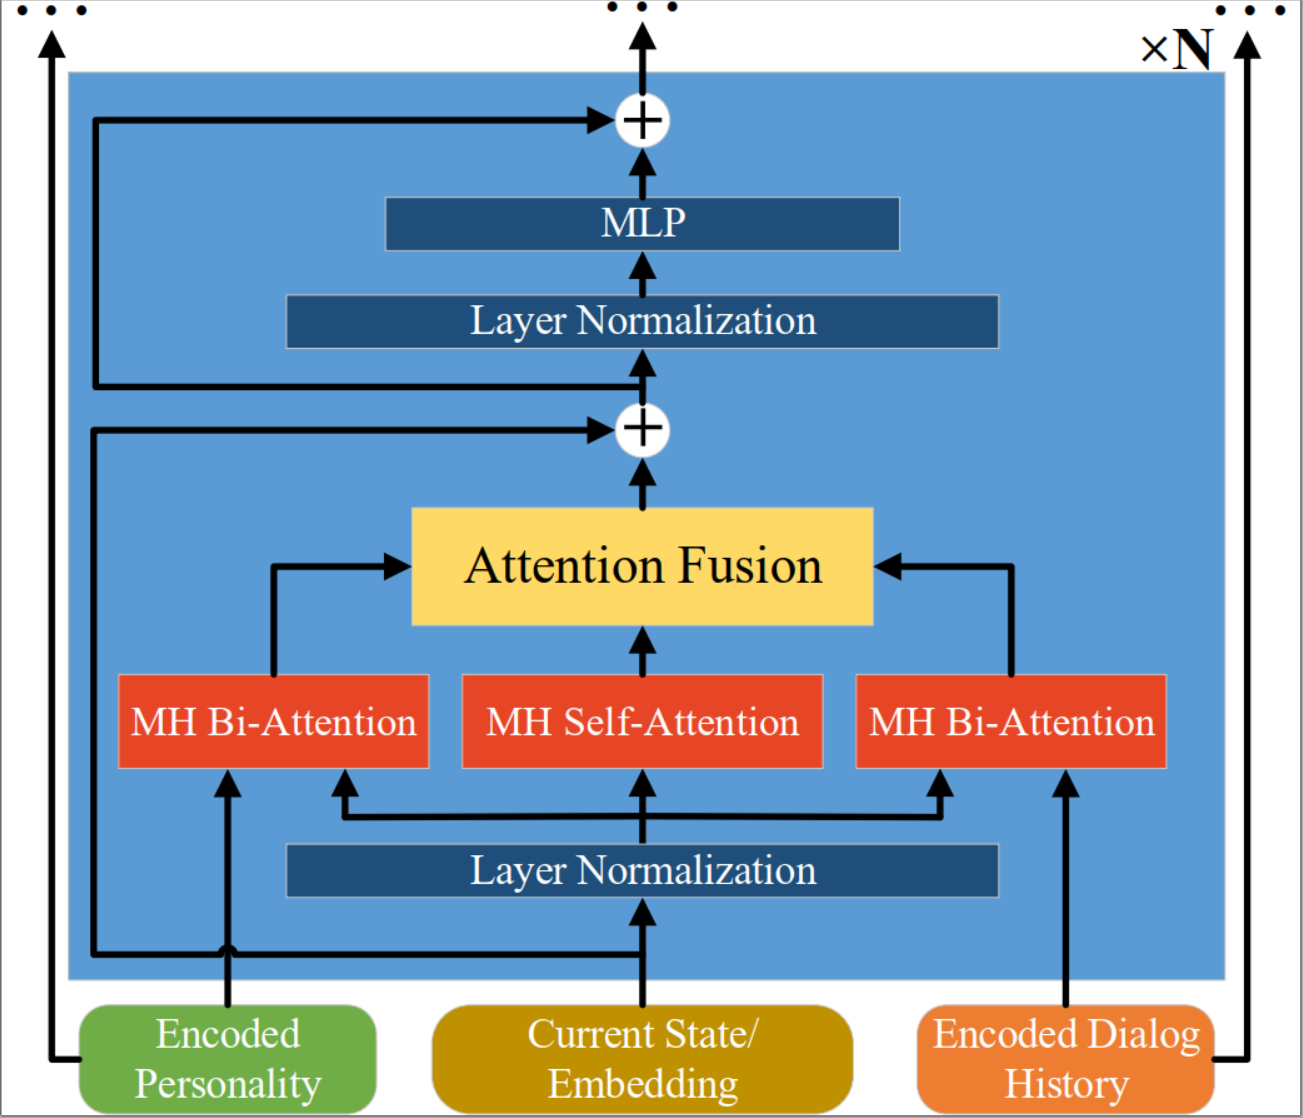 • • •
• • •
• • •
×N
+
MLP
Layer Normalization
+
Attention Fusion
MH Bi-Attention
MH Self-Attention
MH Bi-Attention
Layer Normalization
Encoded
Personality
Current State/
Embedding
Encoded Dialog
History